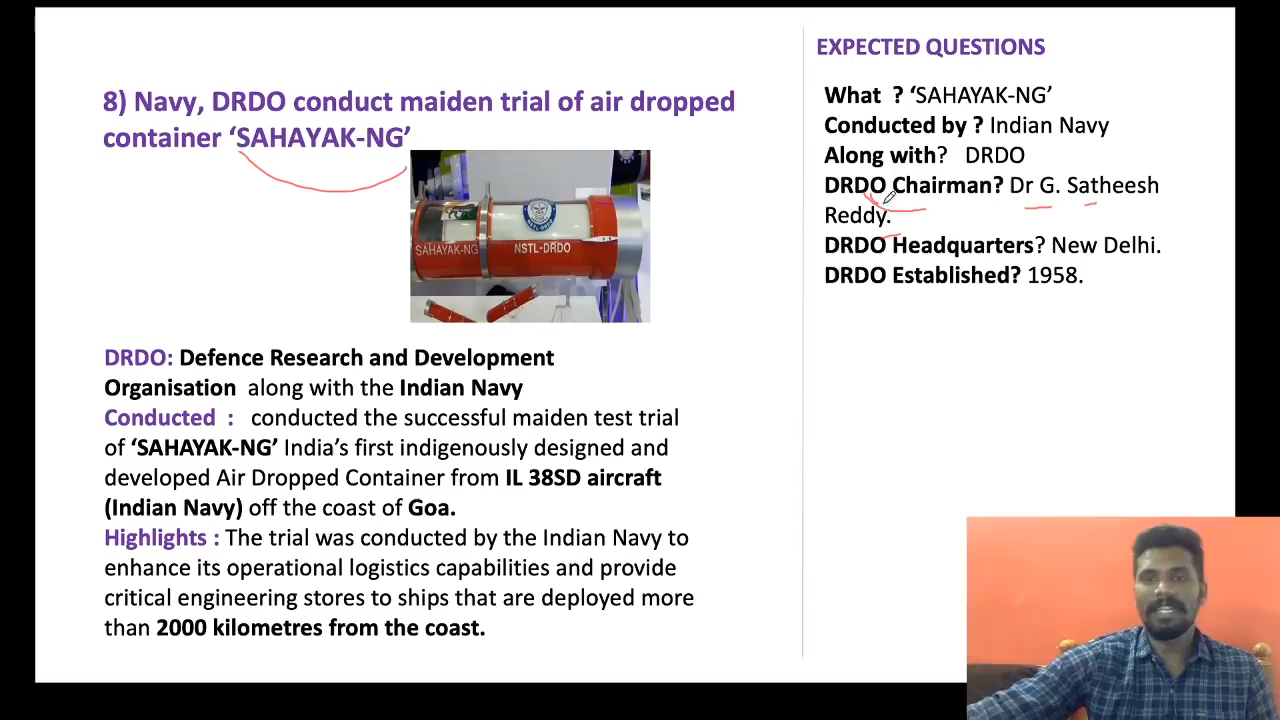 8) Navy, DRDO conduct maiden trial of air dropped
container ‘SAHAYAK-NG’
SAHAYAK-NG
NSTL-DRDO
DRDO: Defence Research and Development
Organisation along with the Indian Navy
Conducted : conducted the successful maiden test trial
of ‘SAHAYAK-NG’ India’s first indigenously designed and
developed Air Dropped Container from IL 38SD aircraft
(Indian Navy) off the coast of Goa.
Highlights : The trial was conducted by the Indian Navy to
enhance its operational logistics capabilities and provide
critical engineering stores to ships that are deployed more
than 2000 kilometres from the coast.
EXPECTED QUESTIONS
What ? ‘SAHAYAK-NG’
Conducted by ? Indian Navy
Along with? DRDO
DRDO Chairman? Dr G. Satheesh
Reddy.
DRDO Headquarters? New Delhi.
DRDO Established? 1958.